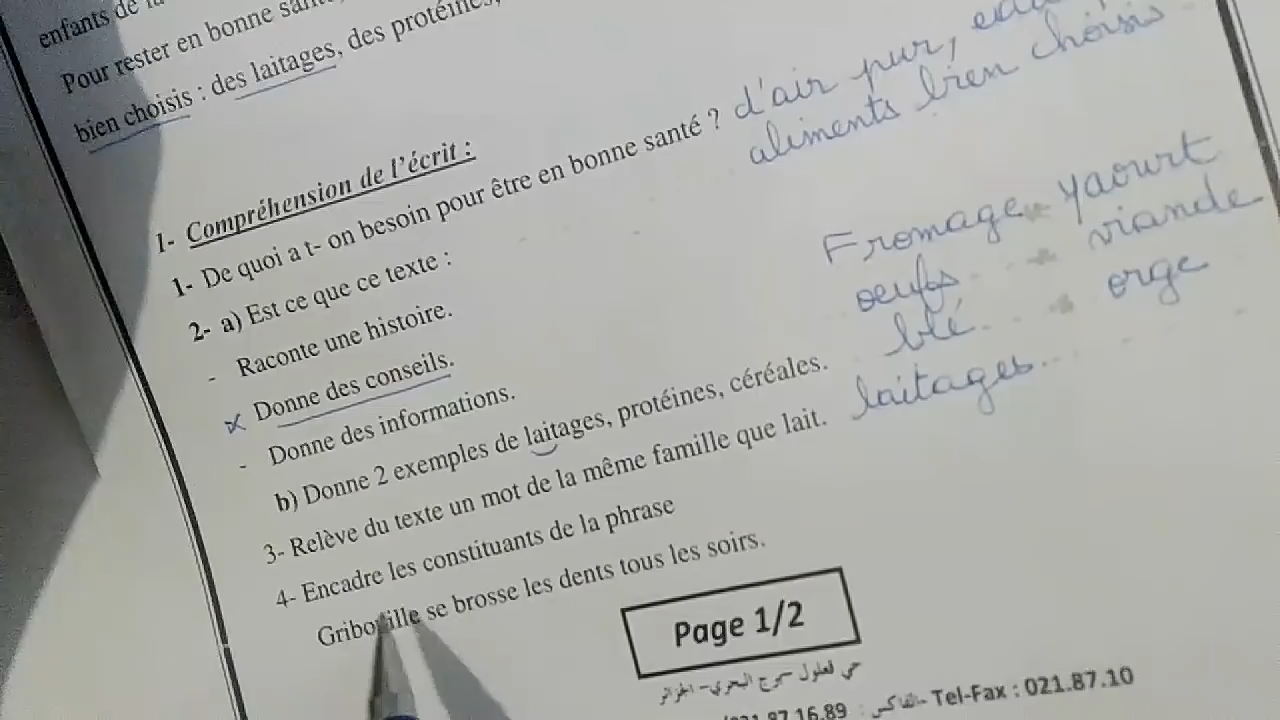 enfants de la
Pour rester en bonne santé,
bien choisis : des laitages, des protéines,
1- Compréhension de l'écrit :
1- De quoi a t- on besoin pour être en bonne santé ? d'air pur,
aliments bien choisis
2- a) Est ce que ce texte :
- Raconte une histoire.
x Donne des conseils.
- Donne des informations.
Fromage - yaourt
oeufs - viande
blé - orge
b) Donne 2 exemples de laitages, protéines, céréales.
3- Relève du texte un mot de la même famille que lait. laitages
4- Encadre les constituants de la phrase
Gribouille se brosse les dents tous les soirs.
Page 1/2
87.16.89 : الفاكس - Tel-Fax : 021.87.10